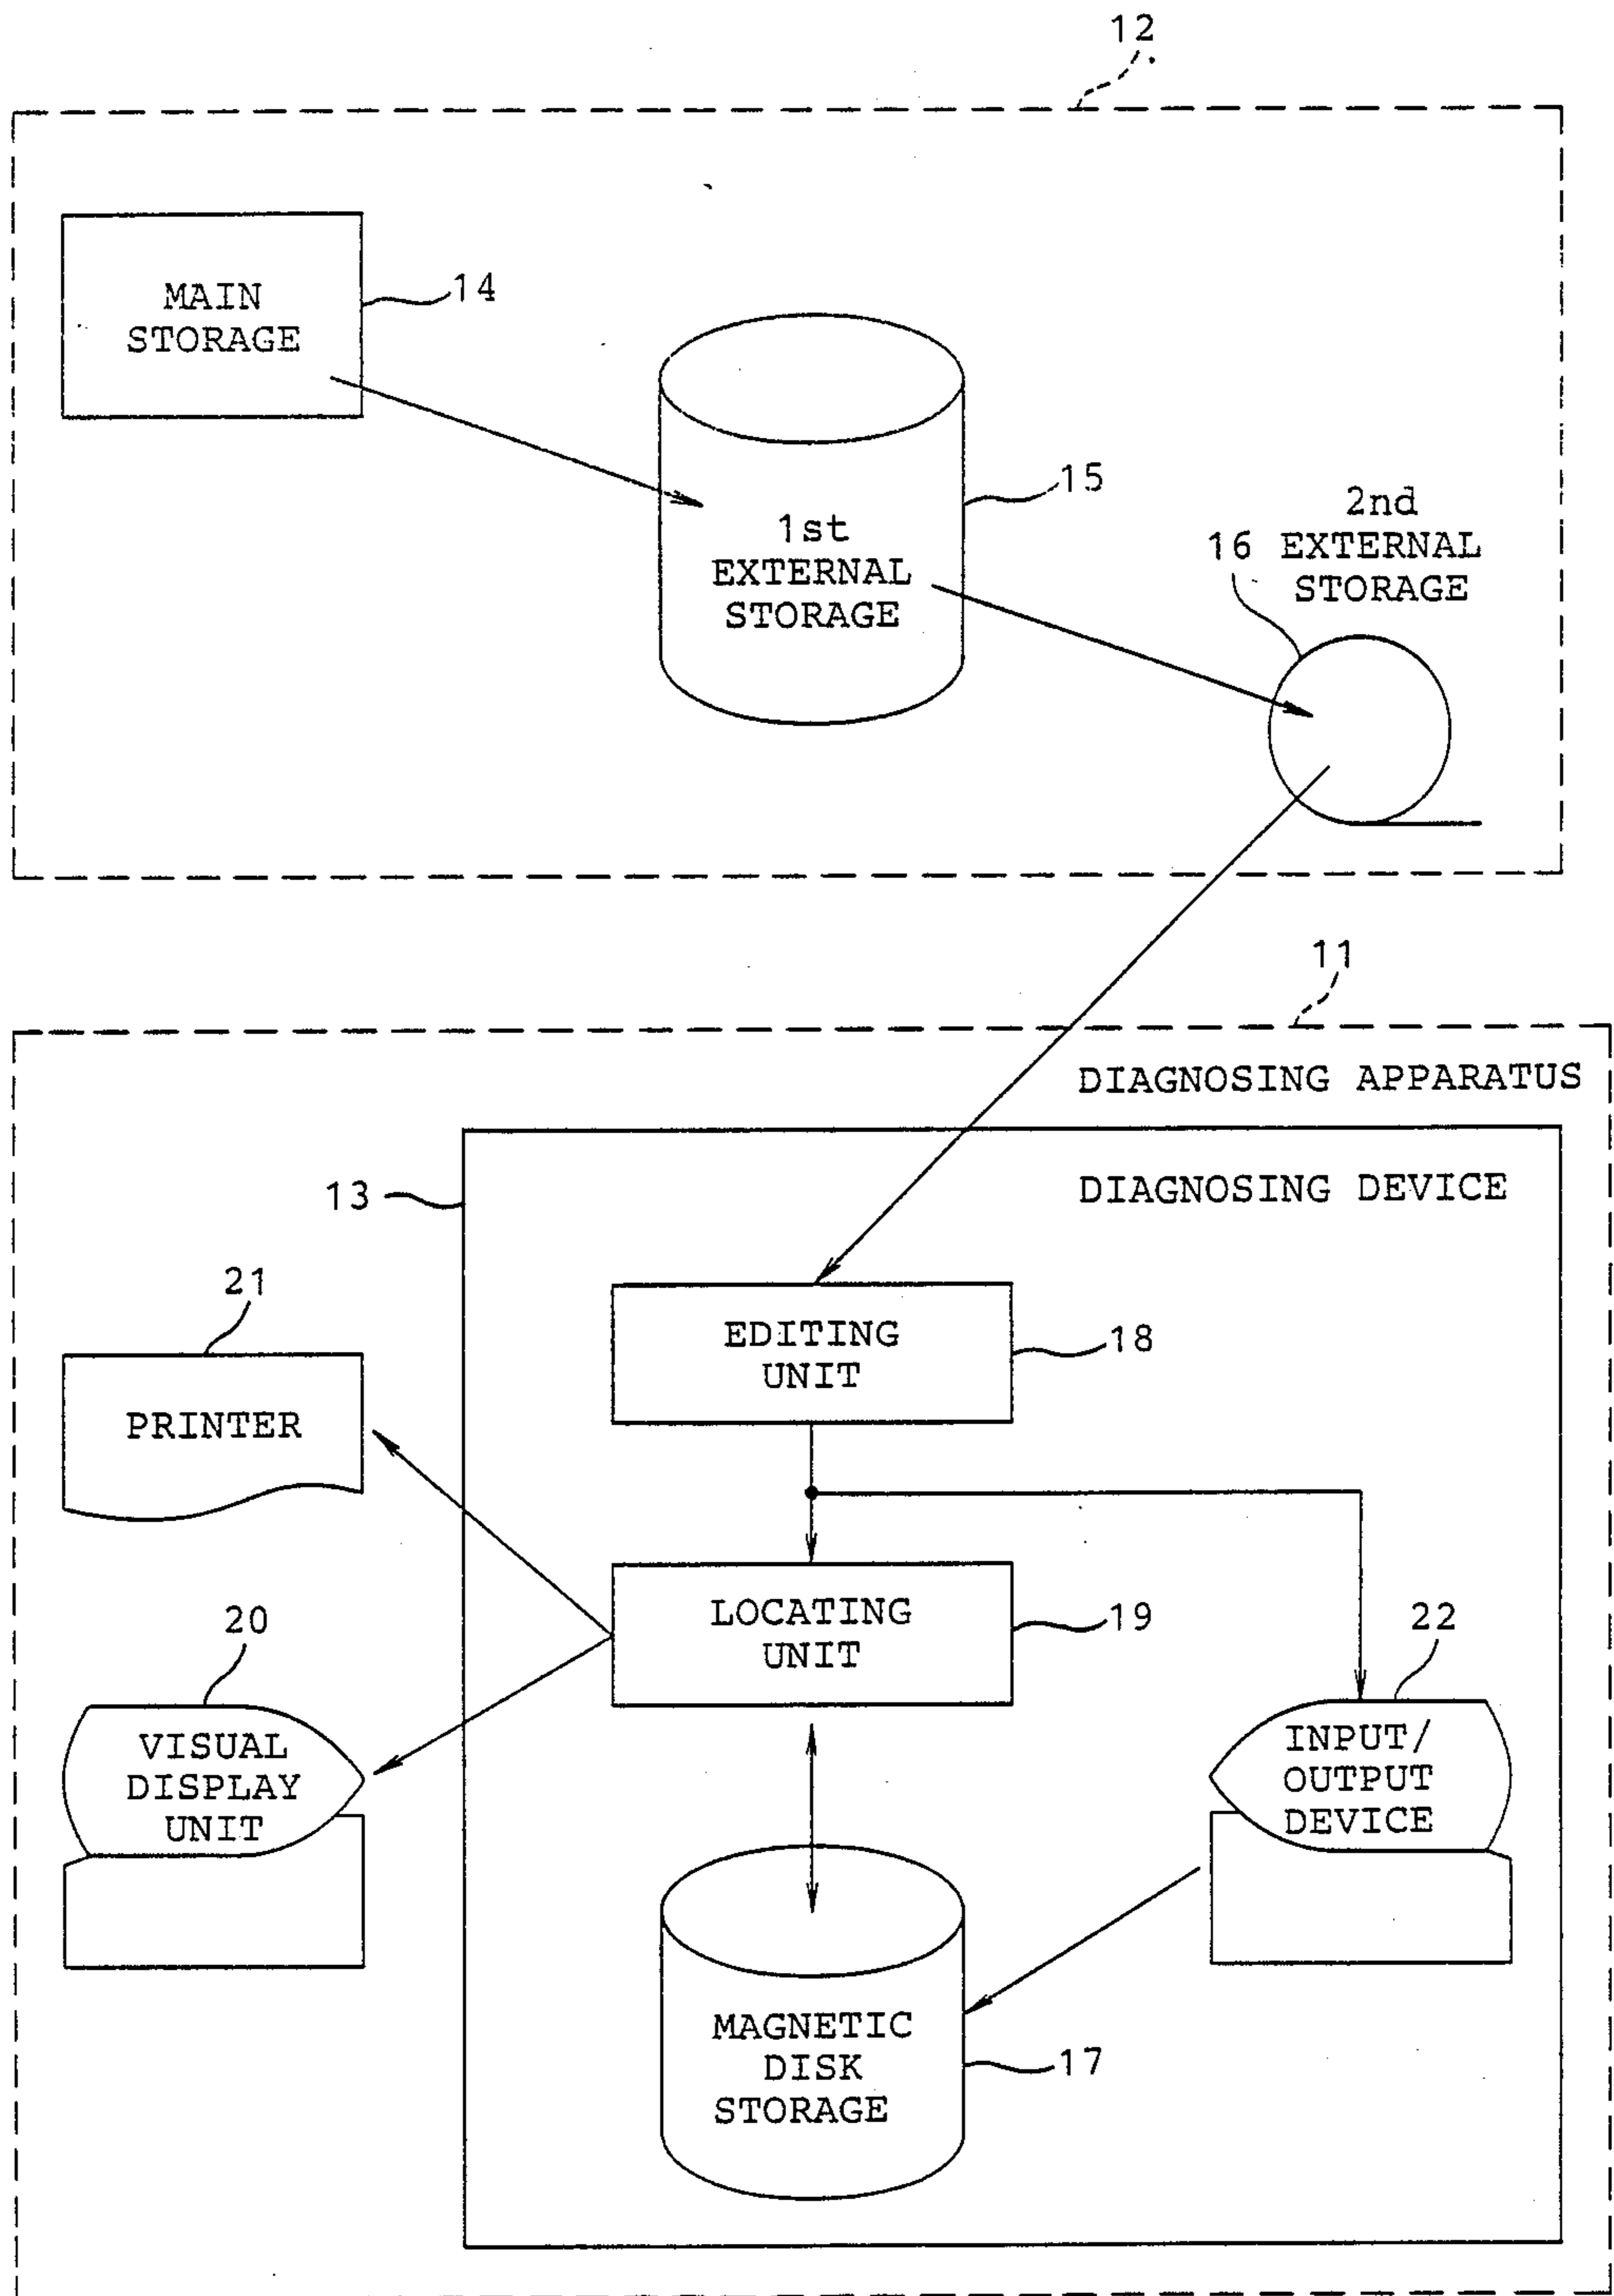 12
MAIN
STORAGE
14
1st
EXTERNAL
STORAGE
15
2nd
16 EXTERNAL
STORAGE
11
DIAGNOSING APPARATUS
13
DIAGNOSING DEVICE
21
PRINTER
EDITING
UNIT
18
20
VISUAL
DISPLAY
UNIT
LOCATING
UNIT
19
22
INPUT/
OUTPUT
DEVICE
MAGNETIC
DISK
STORAGE
17